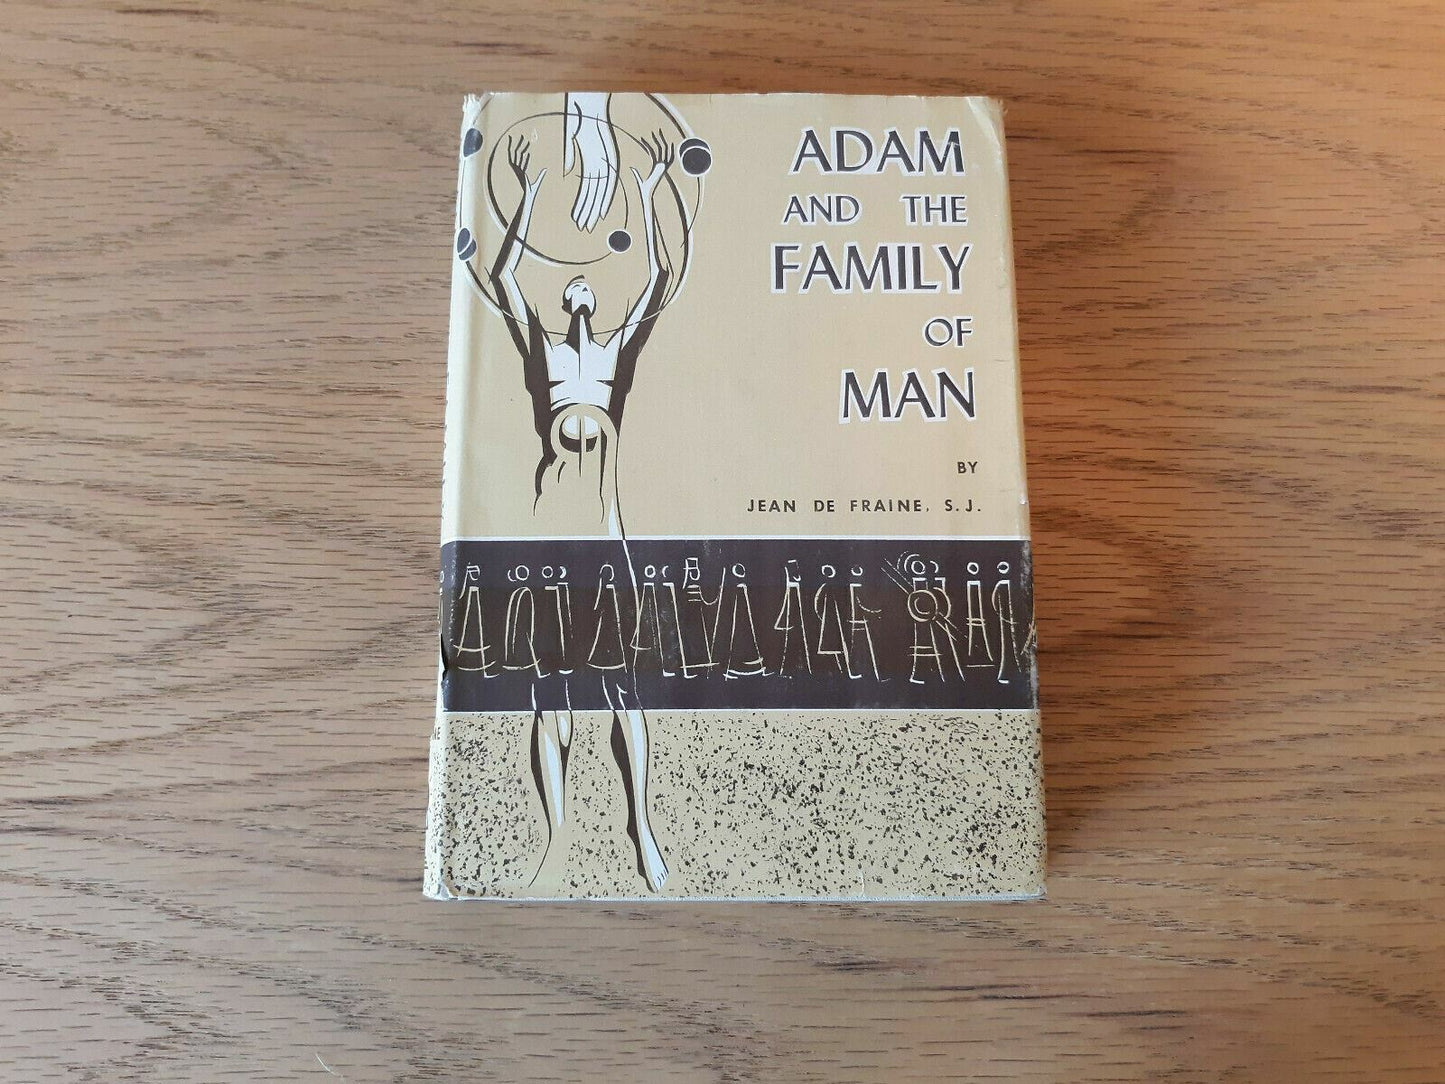 ADAM
AND THE
FAMILY
OF
MAN
BY
JEAN DE FRAINE, S.J.